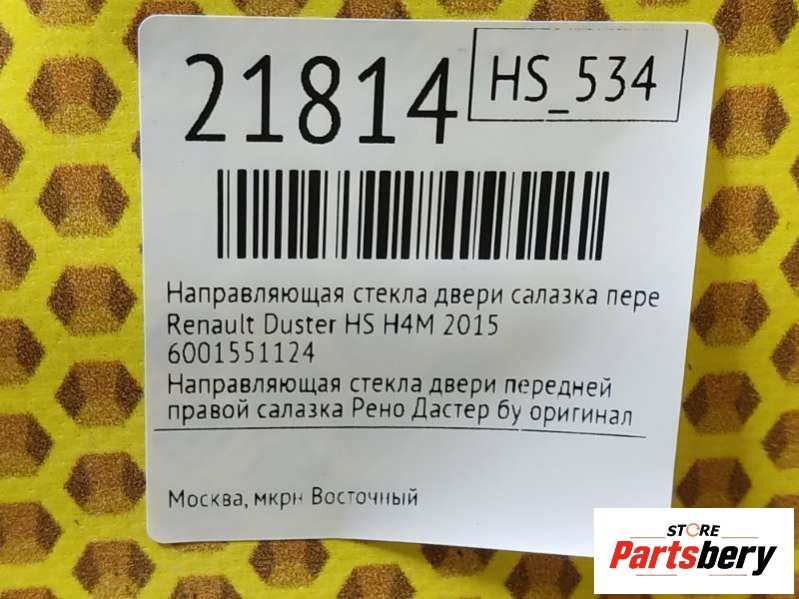 21814
HS_534
Направляющая стекла двери салазка пере
Renault Duster HS H4M 2015
6001551124
Направляющая стекла двери передней
правой салазка Рено Дастер бу оригинал
Москва, мкрн Восточный
STORE
Partsbery